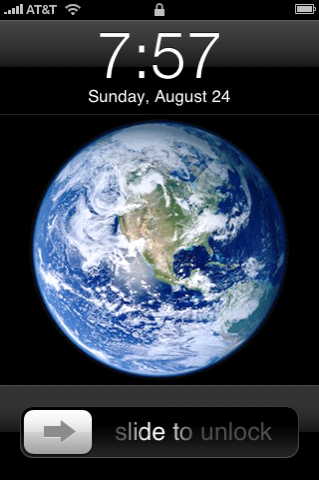 AT&T
7:57
Sunday, August 24
slide to unlock